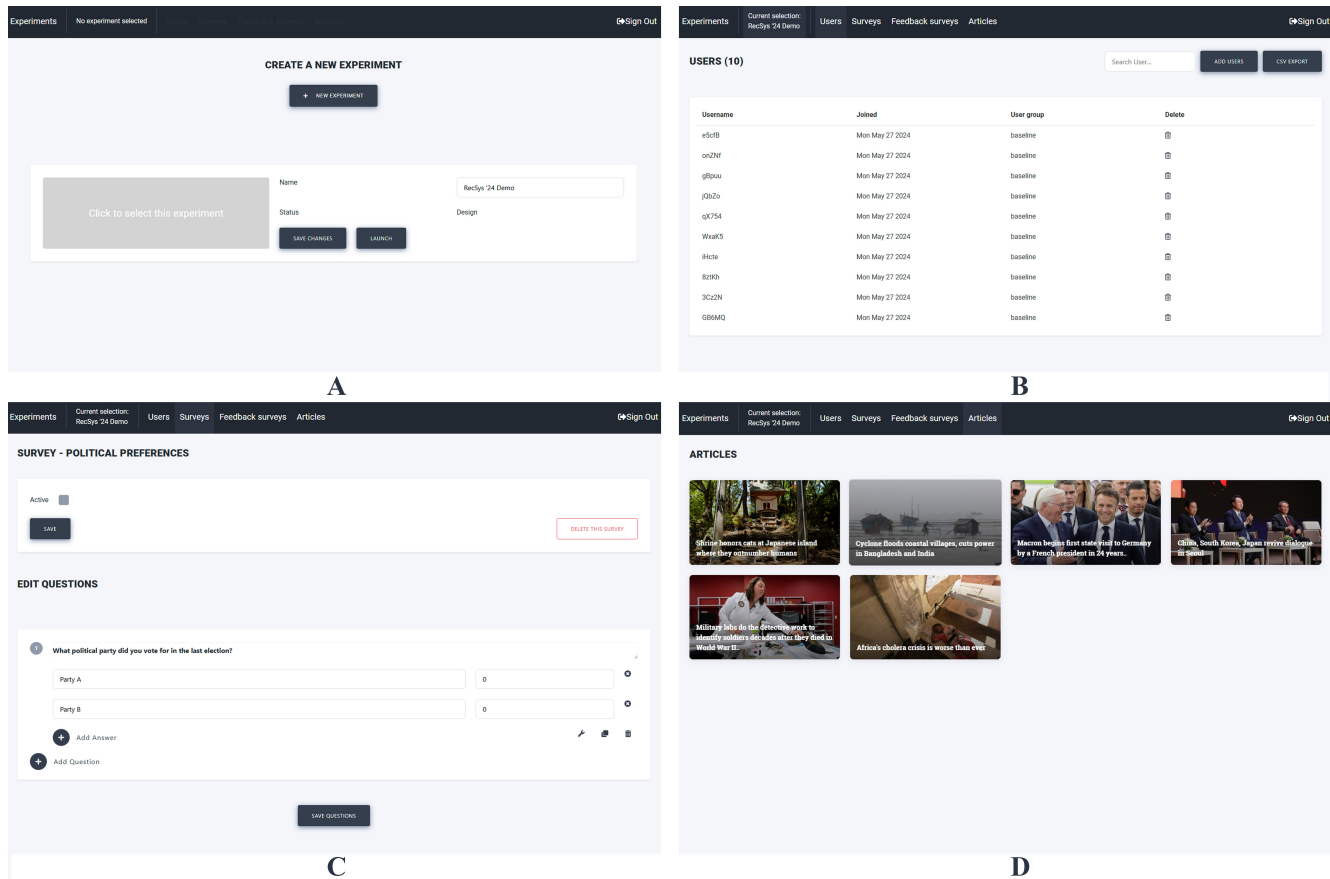 Experiments No experiment selected Users Surveys Feedback surveys Articles Sign Out
CREATE A NEW EXPERIMENT
+ NEW EXPERIMENT
Click to select this experiment
Name RecSys '24 Demo
Status Design
SAVE CHANGES LAUNCH
A
Experiments Current selection: RecSys '24 Demo Users Surveys Feedback surveys Articles Sign Out
USERS (10) Search User... ADD USERS CSV EXPORT
Username Joined User group Delete
e5cfB Mon May 27 2024 baseline
onZNf Mon May 27 2024 baseline
gBpuu Mon May 27 2024 baseline
jQbZo Mon May 27 2024 baseline
qX754 Mon May 27 2024 baseline
WxaK5 Mon May 27 2024 baseline
iHcte Mon May 27 2024 baseline
8ztKh Mon May 27 2024 baseline
3Cz2N Mon May 27 2024 baseline
GB6MQ Mon May 27 2024 baseline
B
Experiments Current selection: RecSys '24 Demo Users Surveys Feedback surveys Articles Sign Out
SURVEY - POLITICAL PREFERENCES
Active
SAVE DELETE THIS SURVEY
EDIT QUESTIONS
1 What political party did you vote for in the last election?
Party A 0
Party B 0
+ Add Answer
+ Add Question
SAVE QUESTIONS
C
Experiments Current selection: RecSys '24 Demo Users Surveys Feedback surveys Articles Sign Out
ARTICLES
Shrine honors cats at Japanese island
where they outnumber humans
Cyclone floods coastal villages, cuts power
in Bangladesh and India
Macron begins first state visit to Germany
by a French president in 24 years..
China, South Korea, Japan revive dialogue
in Seoul
Military labs do the detective work to
identify soldiers decades after they died in
World War II..
Africa's cholera crisis is worse than ever
D